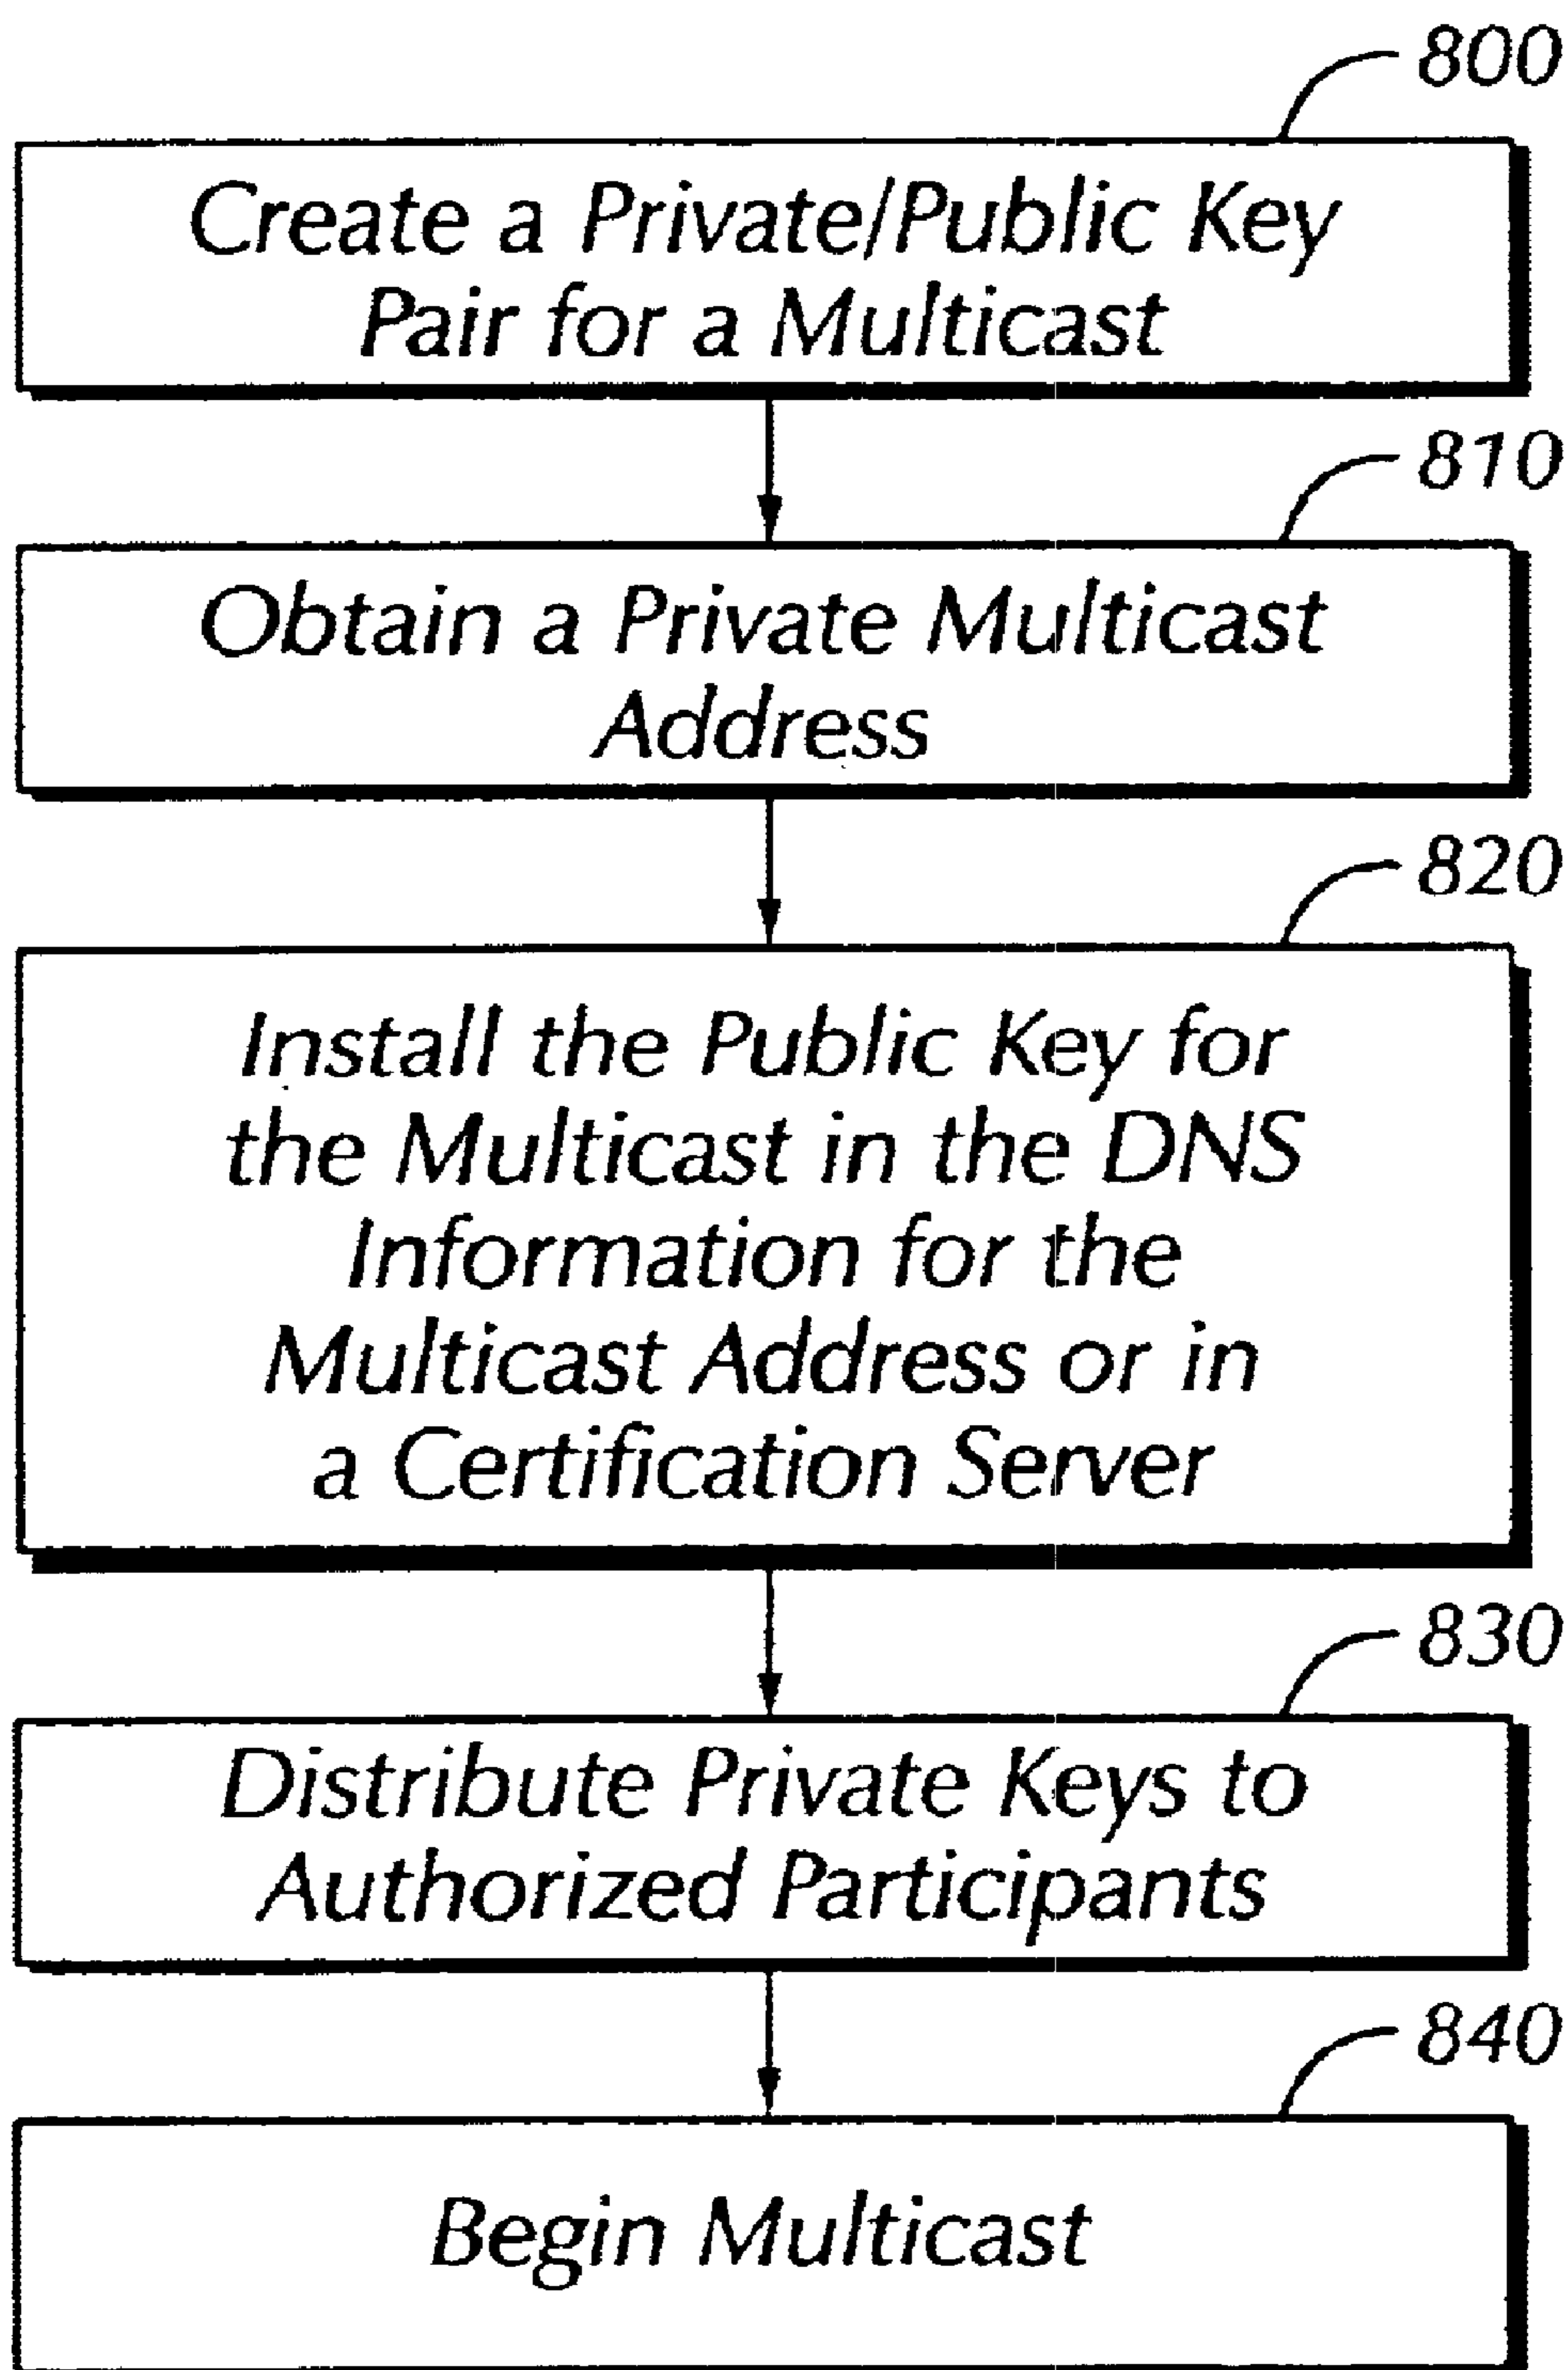 800
Create a Private/Public Key
Pair for a Multicast
810
Obtain a Private Multicast
Address
820
Install the Public Key for
the Multicast in the DNS
Information for the
Multicast Address or in
a Certification Server
830
Distribute Private Keys to
Authorized Participants
840
Begin Multicast